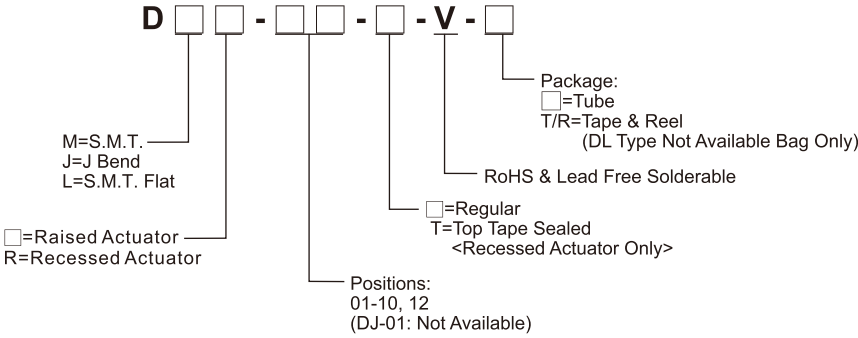 D□□-□□-□-V-□
Package:
□=Tube
T/R=Tape & Reel
(DL Type Not Available Bag Only)
M=S.M.T.
J=J Bend
L=S.M.T. Flat
RoHS & Lead Free Solderable
□=Regular
T=Top Tape Sealed
<Recessed Actuator Only>
□=Raised Actuator
R=Recessed Actuator
Positions:
01-10, 12
(DJ-01: Not Available)